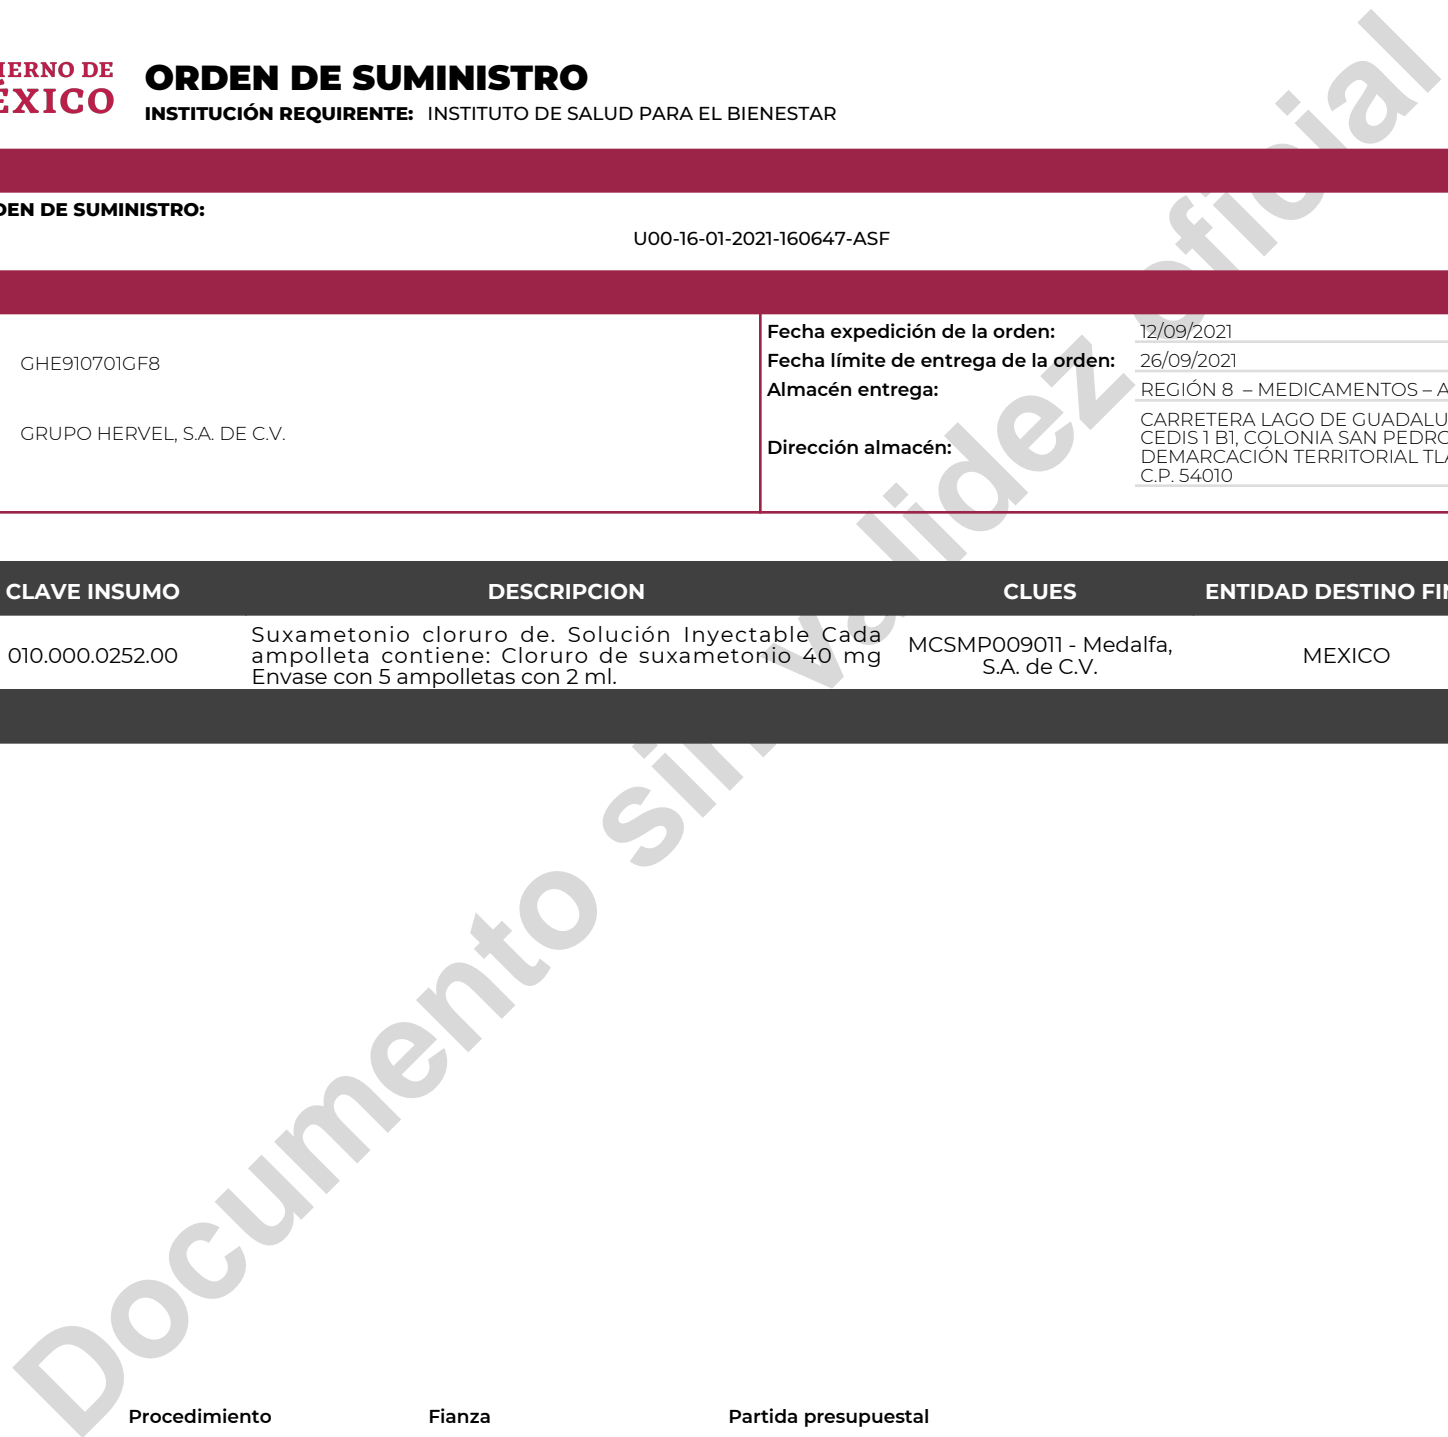 IERNO DE
ÉXICO
ORDEN DE SUMINISTRO
INSTITUCIÓN REQUIRENTE: INSTITUTO DE SALUD PARA EL BIENESTAR
DEN DE SUMINISTRO:
U00-16-01-2021-160647-ASF
GHE910701GF8
GRUPO HERVEL, S.A. DE C.V.
Fecha expedición de la orden: 12/09/2021
Fecha límite de entrega de la orden: 26/09/2021
Almacén entrega: REGIÓN 8 – MEDICAMENTOS – A
Dirección almacén:
CARRETERA LAGO DE GUADALU
CEDIS 1 B1, COLONIA SAN PEDRO
DEMARCACIÓN TERRITORIAL TLA
C.P. 54010
CLAVE INSUMO DESCRIPCION CLUES ENTIDAD DESTINO FIN
010.000.0252.00
Suxametonio cloruro de. Solución Inyectable Cada
ampolleta contiene: Cloruro de suxametonio 40 mg
Envase con 5 ampolletas con 2 ml.
MCSMP009011 - Medalfa,
S.A. de C.V.
MEXICO
Documento sin validez oficial
Procedimiento Fianza Partida presupuestal